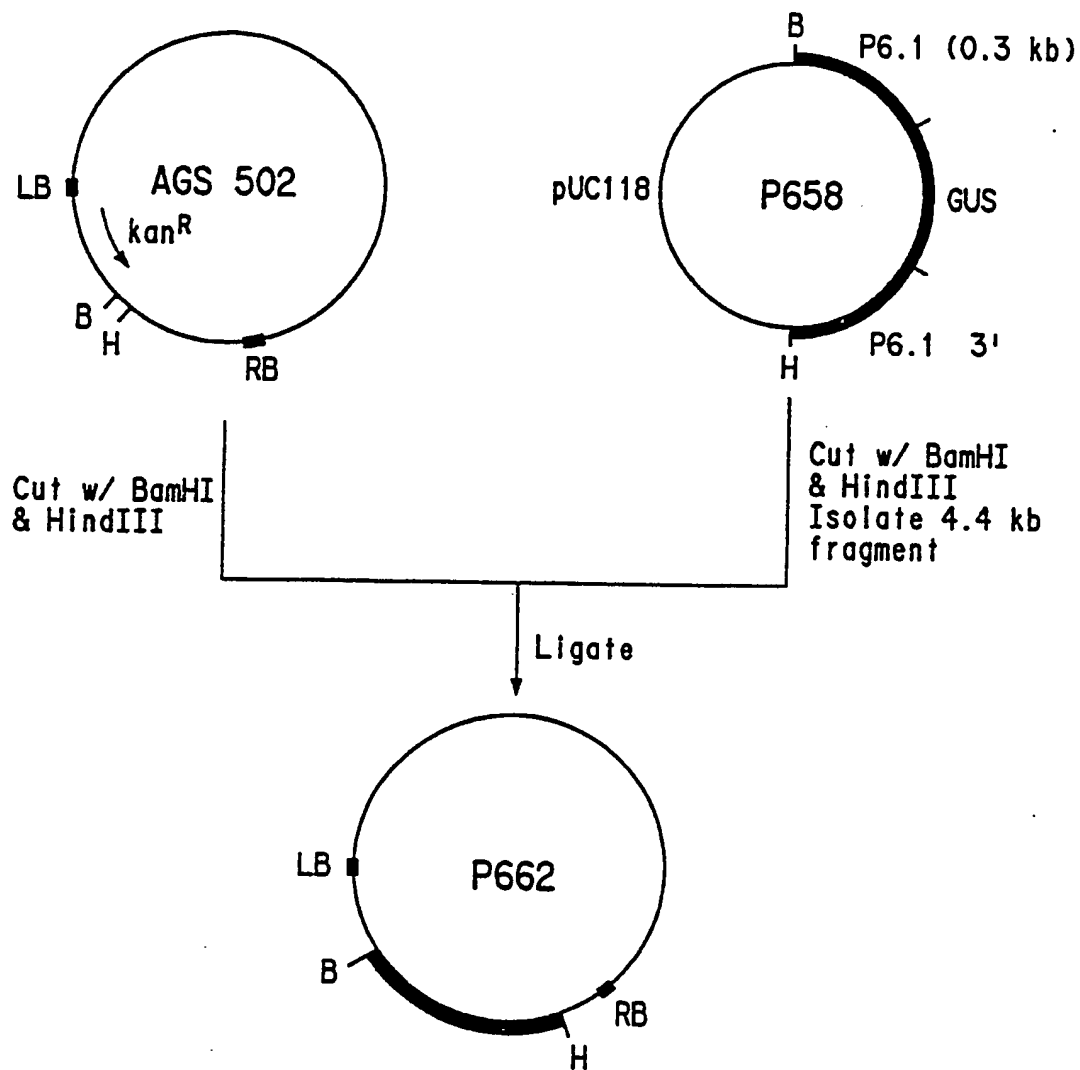 AGS 502
LB
kanᴿ
B
H
RB
B
P6.1 (0.3 kb)
pUC118
P658
GUS
P6.1 3'
H
Cut w/ BamHI
& HindIII
Cut w/ BamHI
& HindIII
Isolate 4.4 kb
fragment
Ligate
LB
P662
B
RB
H